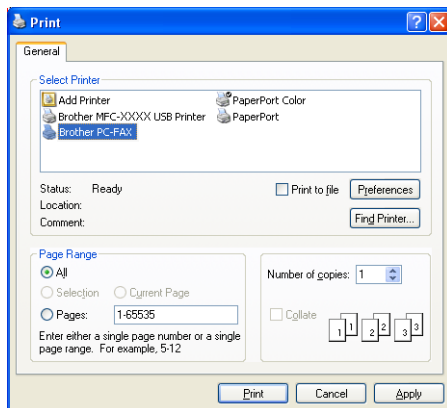 Print
General
Select Printer
Add Printer
PaperPort Color
Brother MFC-XXXX USB Printer
PaperPort
Brother PC-FAX
Status: Ready
Print to file
Preferences
Location:
Comment:
Find Printer...
Page Range
All
Selection
Current Page
Pages: 1-65535
Enter either a single page number or a single
page range. For example, 5-12
Number of copies: 1
Collate
1 1 2 2 3 3
Print
Cancel
Apply